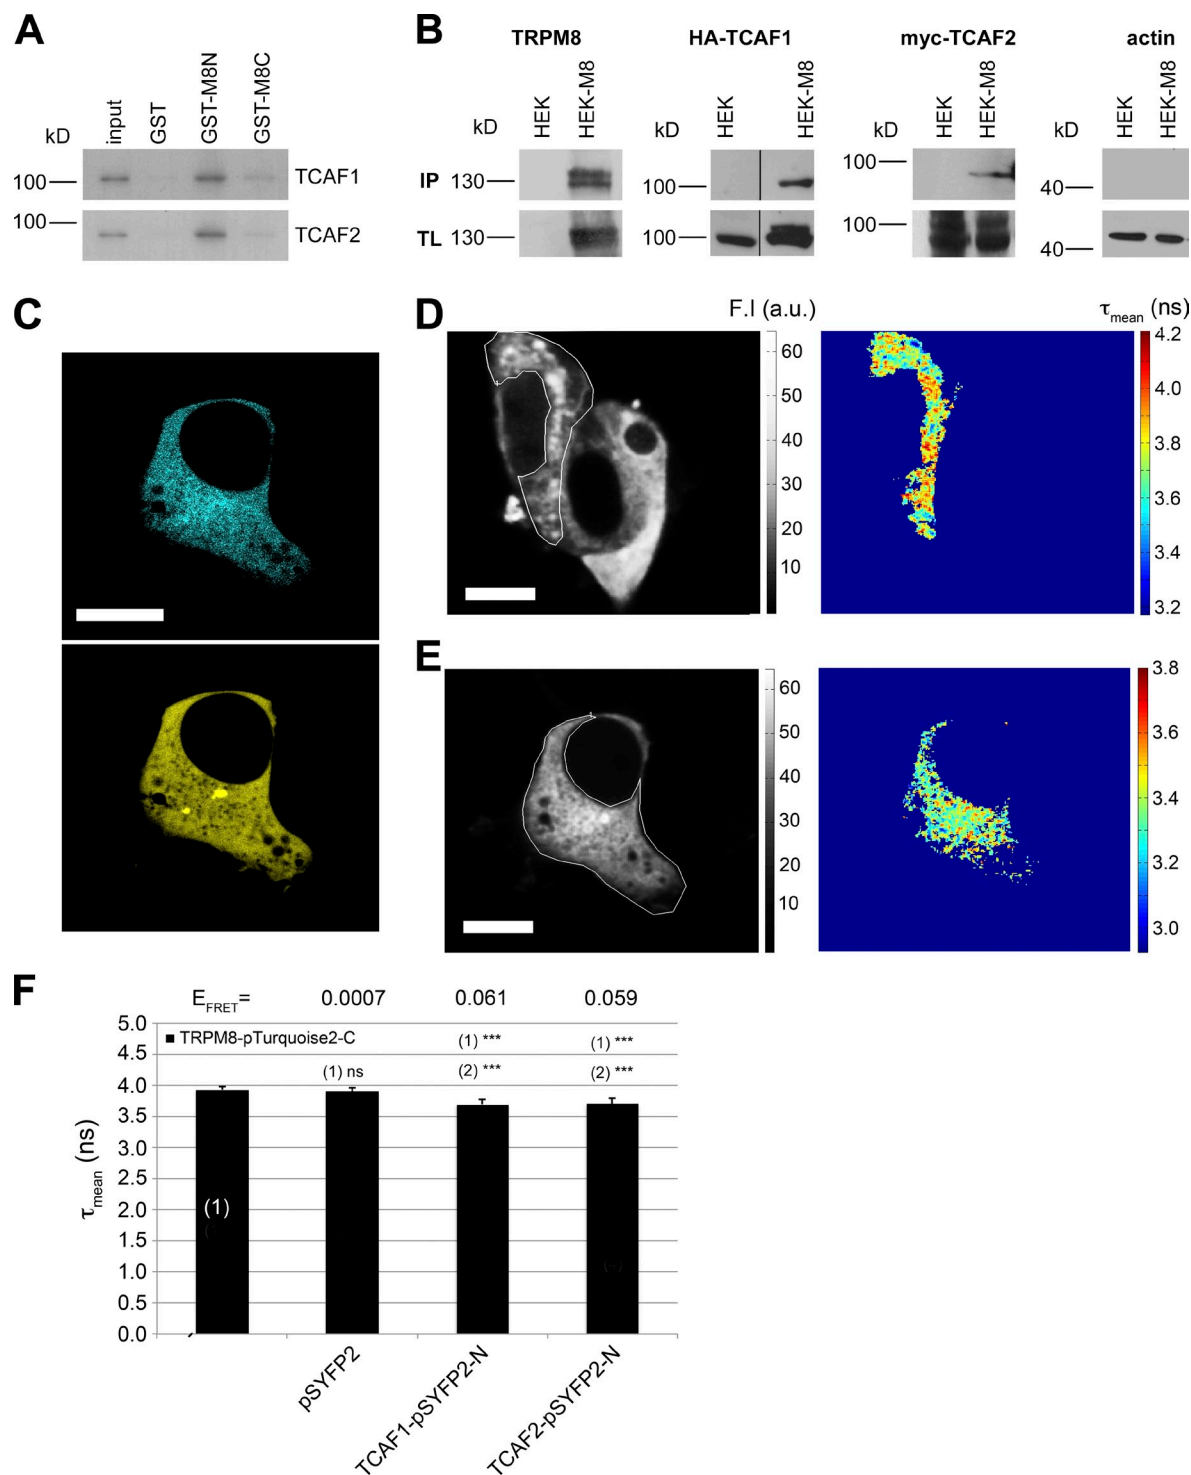 A
input
GST
GST-M8N
GST-M8C
kD
100
TCAF1
100
TCAF2
B
TRPM8
HA-TCAF1
myc-TCAF2
actin
HEK
HEK-M8
HEK
HEK-M8
HEK
HEK-M8
HEK
HEK-M8
kD
kD
kD
kD
IP
130
100
100
40
TL
130
100
100
40
C
D
F.I (a.u.)
60
50
40
30
20
10
τmean (ns)
4.2
4.0
3.8
3.6
3.4
3.2
E
60
50
40
30
20
10
3.8
3.6
3.4
3.2
3.0
F
EFRET= 0.0007 0.061 0.059
TRPM8-pTurquoise2-C
(1) ns
(1) ***
(2) ***
(1) ***
(2) ***
τmean (ns)
5.0
4.5
4.0
3.5
3.0
2.5
2.0
1.5
1.0
0.5
0.0
(1)
pSYFP2
TCAF1-pSYFP2-N
TCAF2-pSYFP2-N